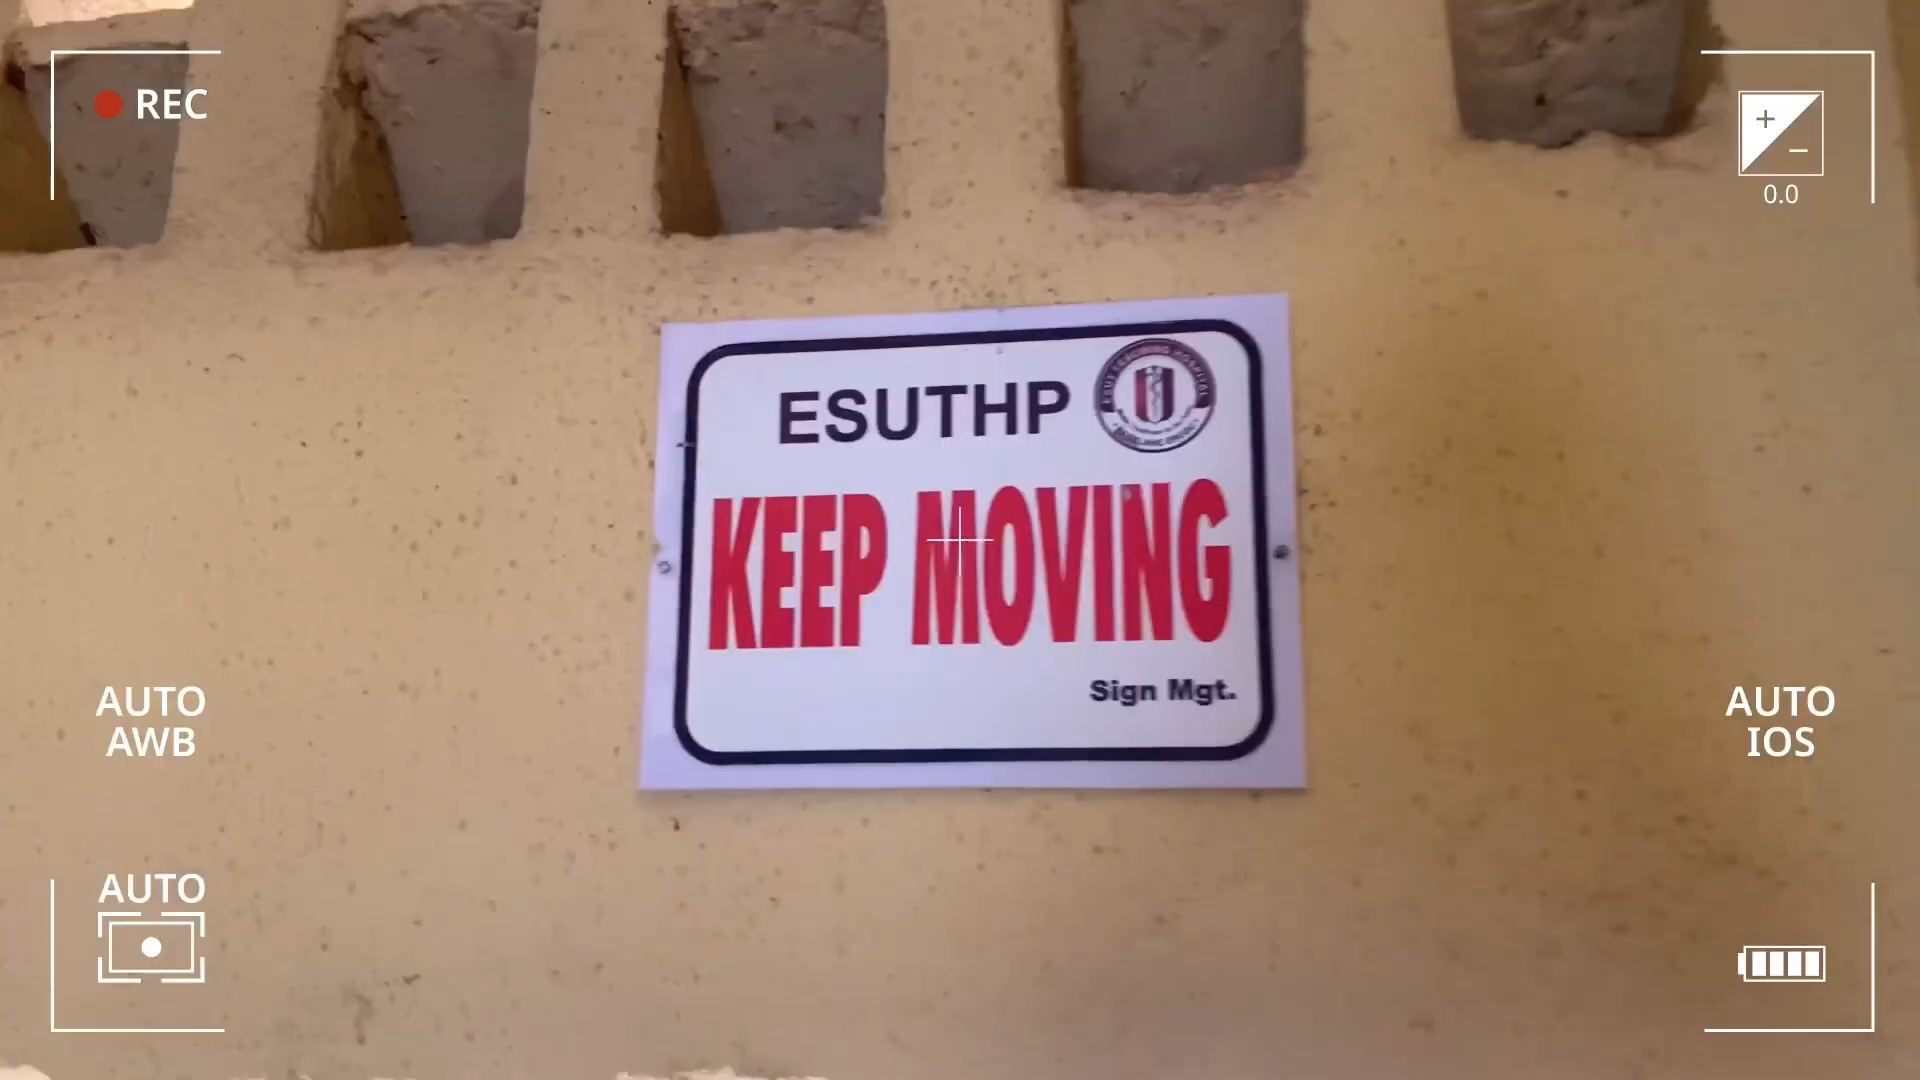 REC
0.0
ESUTHP
KEEP MOVING
Sign Mgt.
AUTO
AWB
AUTO
IOS
AUTO